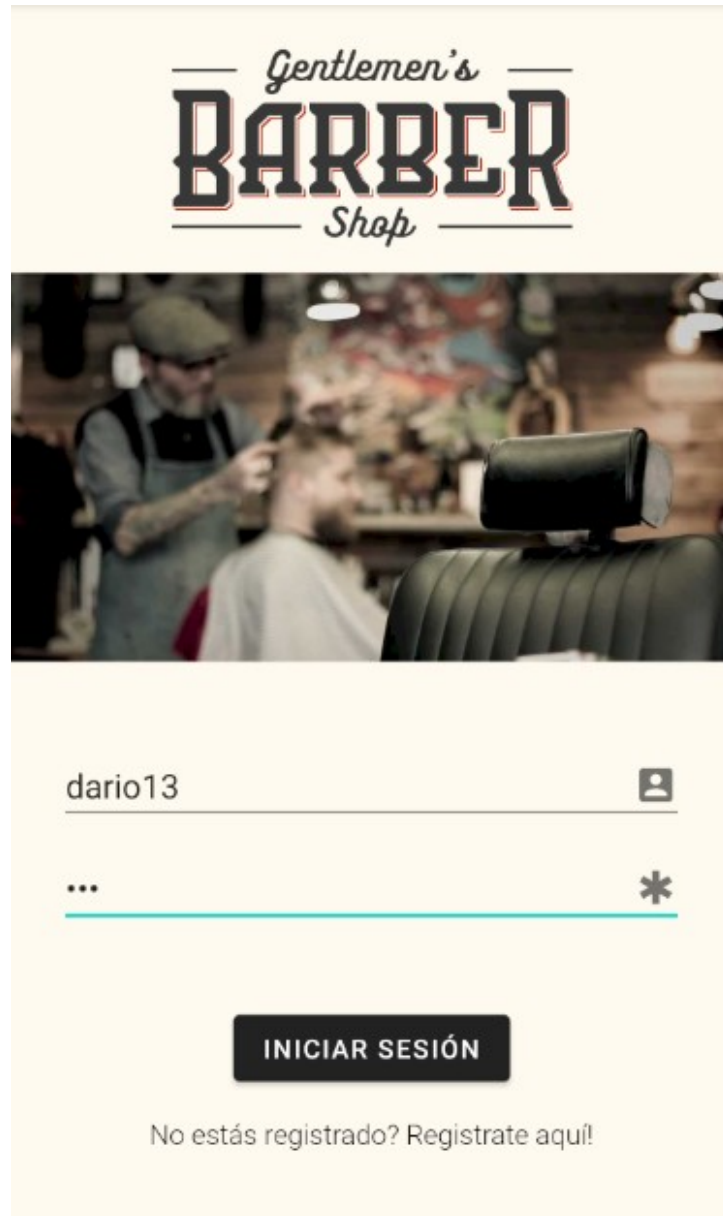 Gentlemen's
BARBER
Shop
dario13
•••
INICIAR SESIÓN
No estás registrado? Registrate aquí!